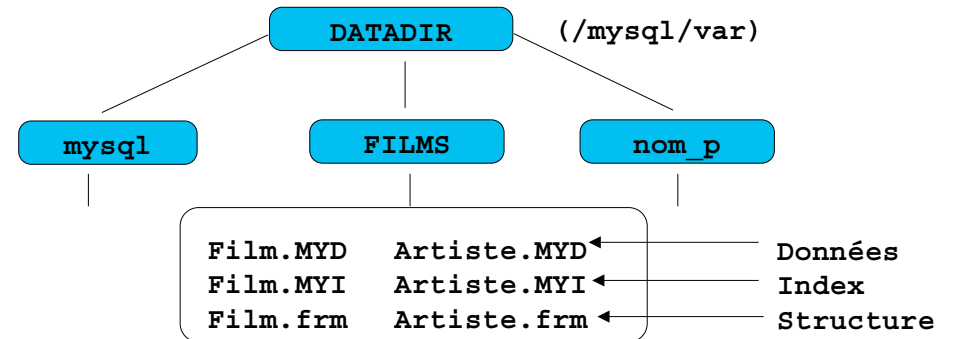 DATADIR (/mysql/var)
mysql FILMS nom_p
Film.MYD Artiste.MYD Données
Film.MYI Artiste.MYI Index
Film.frm Artiste.frm Structure